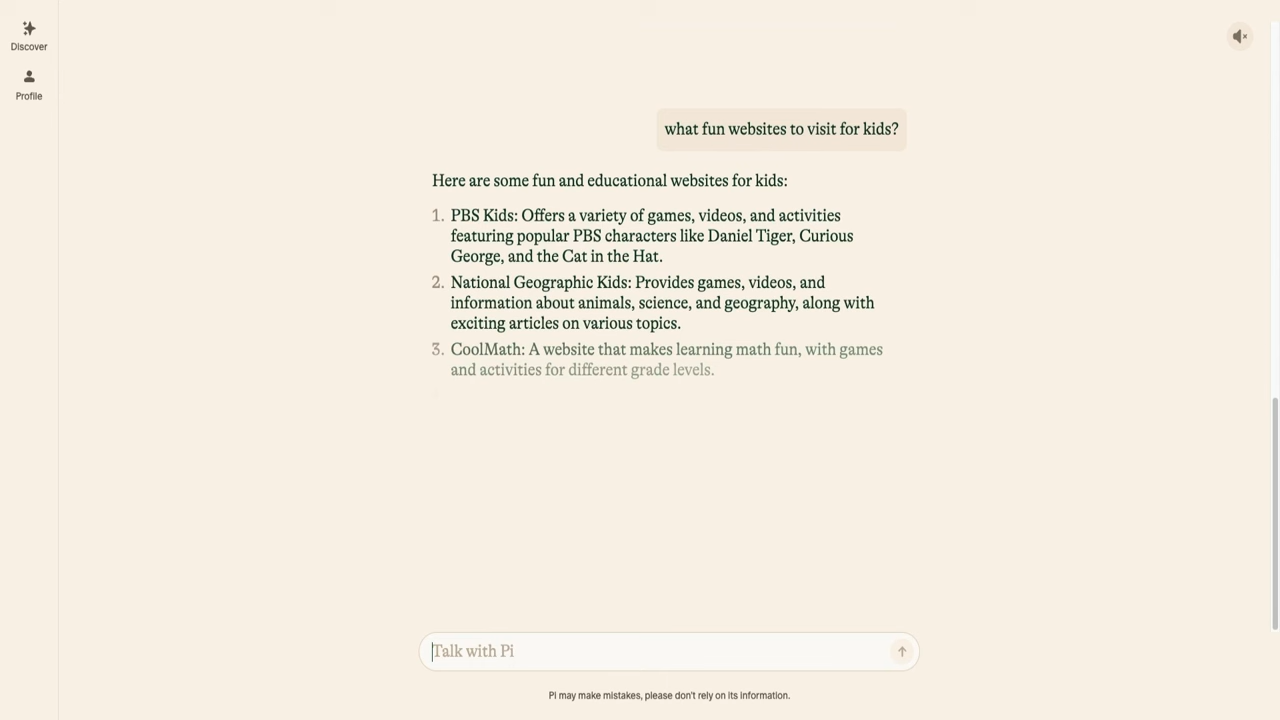 Discover
Profile
what fun websites to visit for kids?
Here are some fun and educational websites for kids:
1. PBS Kids: Offers a variety of games, videos, and activities
featuring popular PBS characters like Daniel Tiger, Curious
George, and the Cat in the Hat.
2. National Geographic Kids: Provides games, videos, and
information about animals, science, and geography, along with
exciting articles on various topics.
3. CoolMath: A website that makes learning math fun, with games
and activities for different grade levels.
Talk with Pi
Pi may make mistakes, please don't rely on its information.